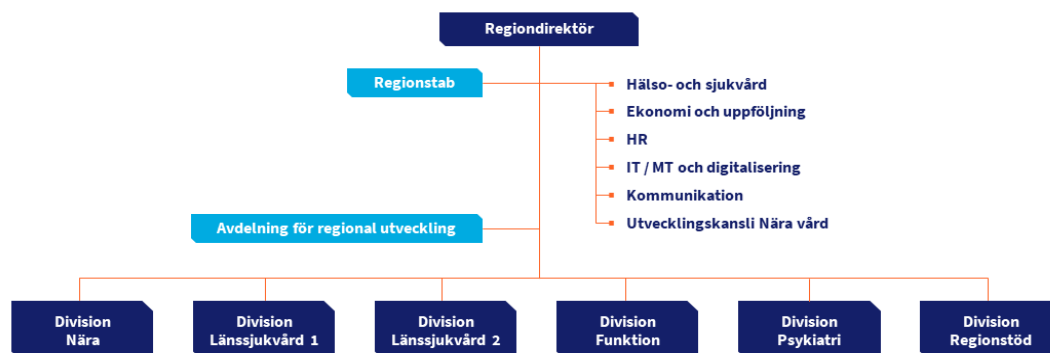 Regiondirektör
Regionstab
Hälso- och sjukvård
Ekonomi och uppföljning
HR
IT / MT och digitalisering
Kommunikation
Utvecklingskansli Nära vård
Avdelning för regional utveckling
Division
Nära
Division
Länssjukvård 1
Division
Länssjukvård 2
Division
Funktion
Division
Psykiatri
Division
Regionstöd